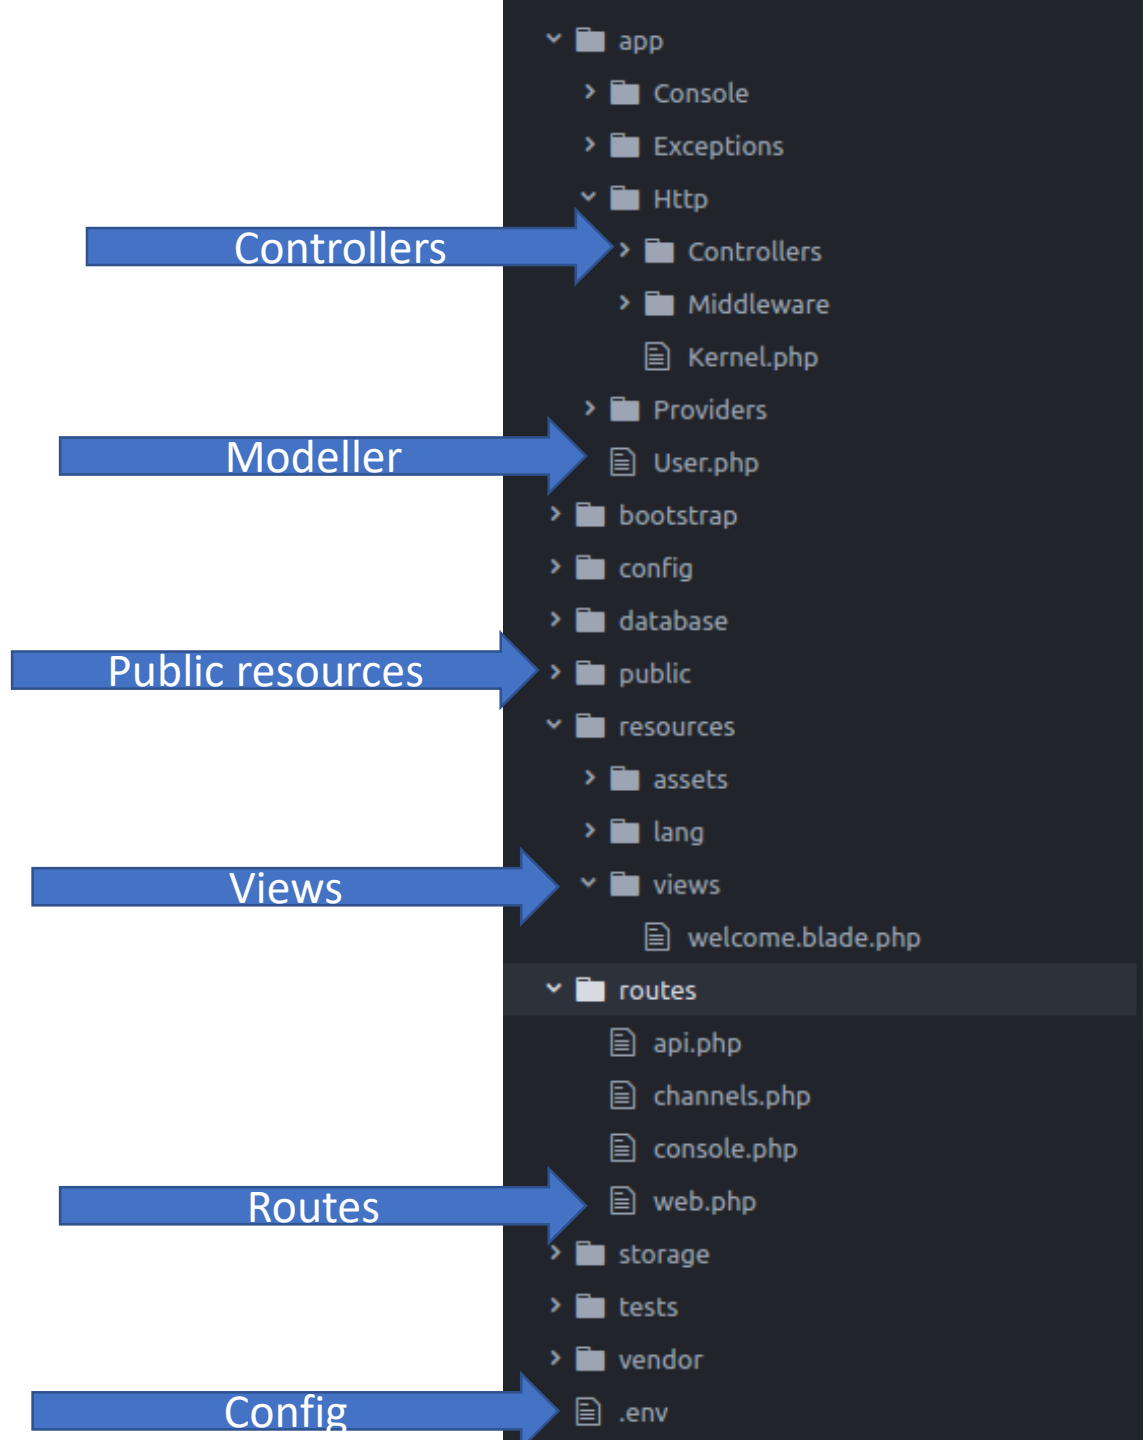 app
Console
Exceptions
Http
Controllers
Controllers
Middleware
Kernel.php
Providers
Modeller
User.php
bootstrap
config
database
Public resources
public
resources
assets
lang
Views
views
welcome.blade.php
routes
api.php
channels.php
console.php
Routes
web.php
storage
tests
vendor
Config
.env